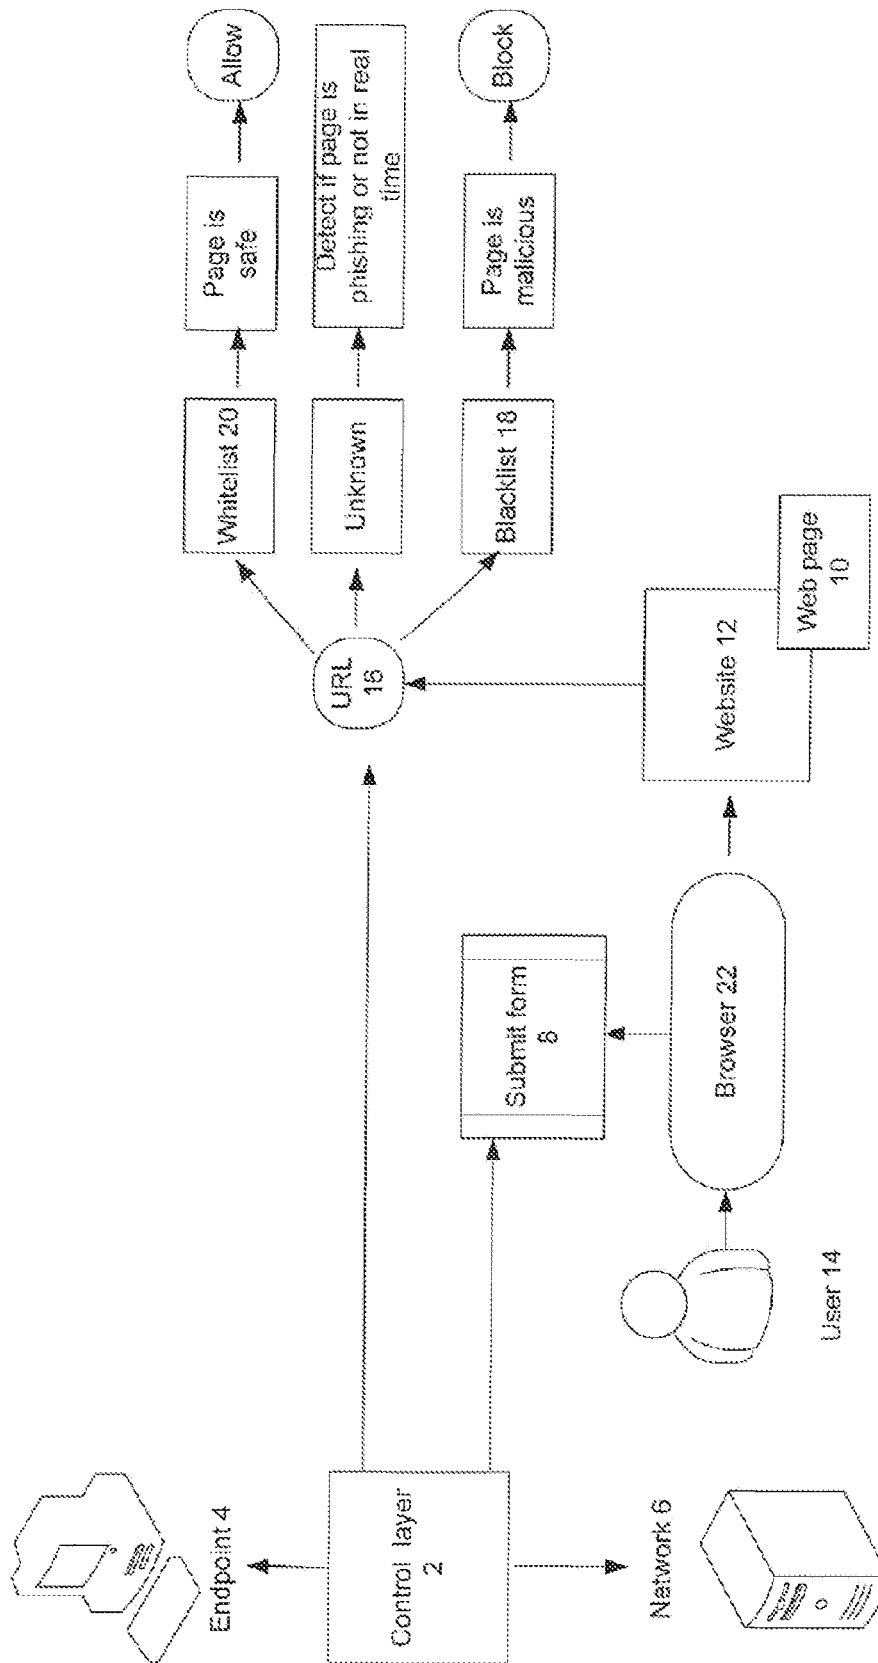 Endpoint 4
Control layer
2
Network 6
User 14
Submit form
8
Browser 22
URL
16
Website 12
Web page
10
Whitelist 20
Unknown
Blacklist 18
Page is
safe
Detect if page is
phishing or not in real
time
Page is
malicious
Allow
Block